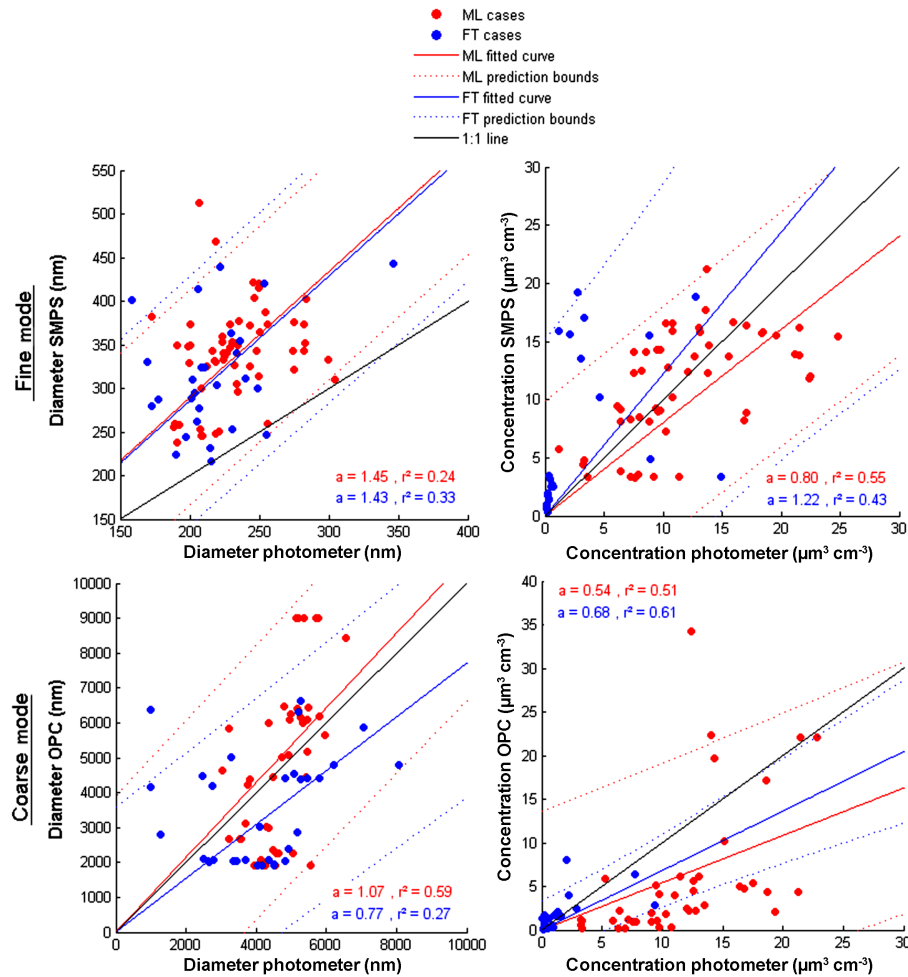 ML cases
FT cases
ML fitted curve
ML prediction bounds
FT fitted curve
FT prediction bounds
1:1 line
Fine mode
Diameter SMPS (nm)
550
500
450
400
350
300
250
200
150
150 200 250 300 350 400
a = 1.45 , r² = 0.24
a = 1.43 , r² = 0.33
Diameter photometer (nm)
Concentration SMPS (µm³ cm⁻³)
30
25
20
15
10
5
0
0 5 10 15 20 25 30
a = 0.80 , r² = 0.55
a = 1.22 , r² = 0.43
Concentration photometer (µm³ cm⁻³)
Coarse mode
Diameter OPC (nm)
10000
9000
8000
7000
6000
5000
4000
3000
2000
1000
0
0 2000 4000 6000 8000 10000
a = 1.07 , r² = 0.59
a = 0.77 , r² = 0.27
Diameter photometer (nm)
Concentration OPC (µm³ cm⁻³)
40
35
30
25
20
15
10
5
0
0 5 10 15 20 25 30
a = 0.54 , r² = 0.51
a = 0.68 , r² = 0.61
Concentration photometer (µm³ cm⁻³)